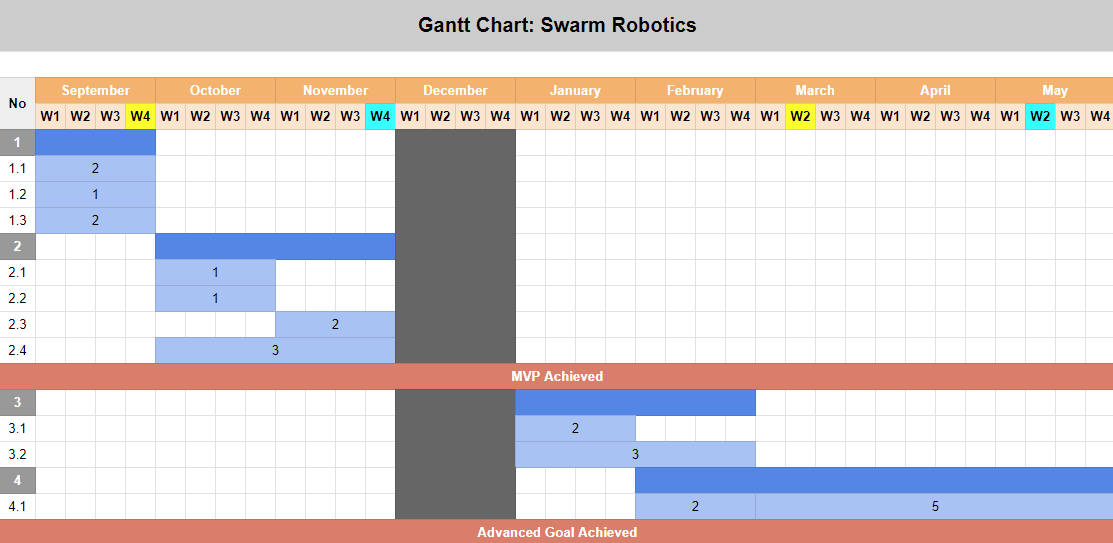 Gantt Chart: Swarm Robotics
No September October November December January February March April May
W1 W2 W3 W4 W1 W2 W3 W4 W1 W2 W3 W4 W1 W2 W3 W4 W1 W2 W3 W4 W1 W2 W3 W4 W1 W2 W3 W4 W1 W2 W3 W4 W1 W2 W3 W4
1
1.1 2
1.2 1
1.3 2
2
2.1 1
2.2 1
2.3 2
2.4 3
MVP Achieved
3
3.1 2
3.2 3
4
4.1 2 5
Advanced Goal Achieved